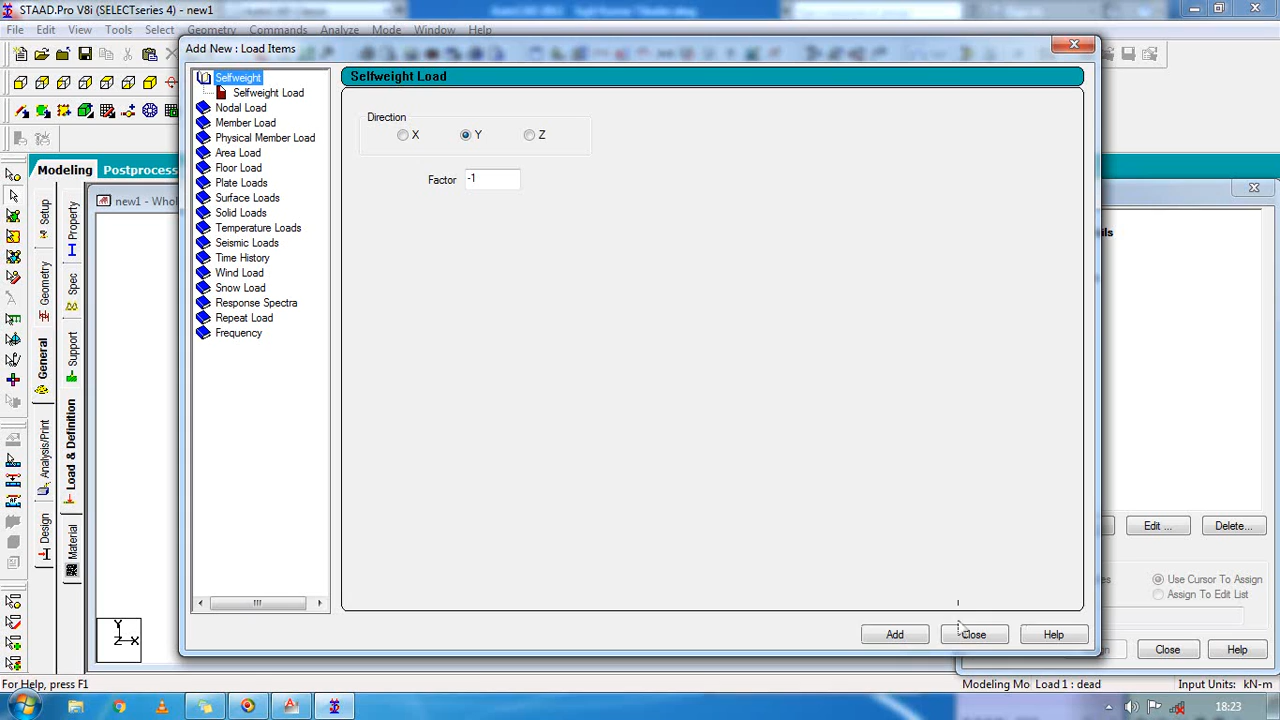 STAAD.Pro V8i (SELECTseries 4) - new1
File Edit View Tools Select Geometry Commands Analyze Mode Window Help
Add New : Load Items
Selfweight
Selfweight Load
Nodal Load
Member Load
Physical Member Load
Area Load
Floor Load
Plate Loads
Surface Loads
Solid Loads
Temperature Loads
Seismic Loads
Time History
Wind Load
Snow Load
Response Spectra
Repeat Load
Frequency
Selfweight Load
Direction
X Y Z
Factor -1
Add Close Help
Modeling Postprocess
new1 - Whol
Setup
Geometry
General
Analysis/Print
Design
Property
Spec
Support
Load & Definition
Material
ils
Edit ... Delete...
es
Use Cursor To Assign
Assign To Edit List
Close Help
Y
Z X
For Help, press F1
Modeling Mo Load 1 : dead Input Units: kN-m
18:23